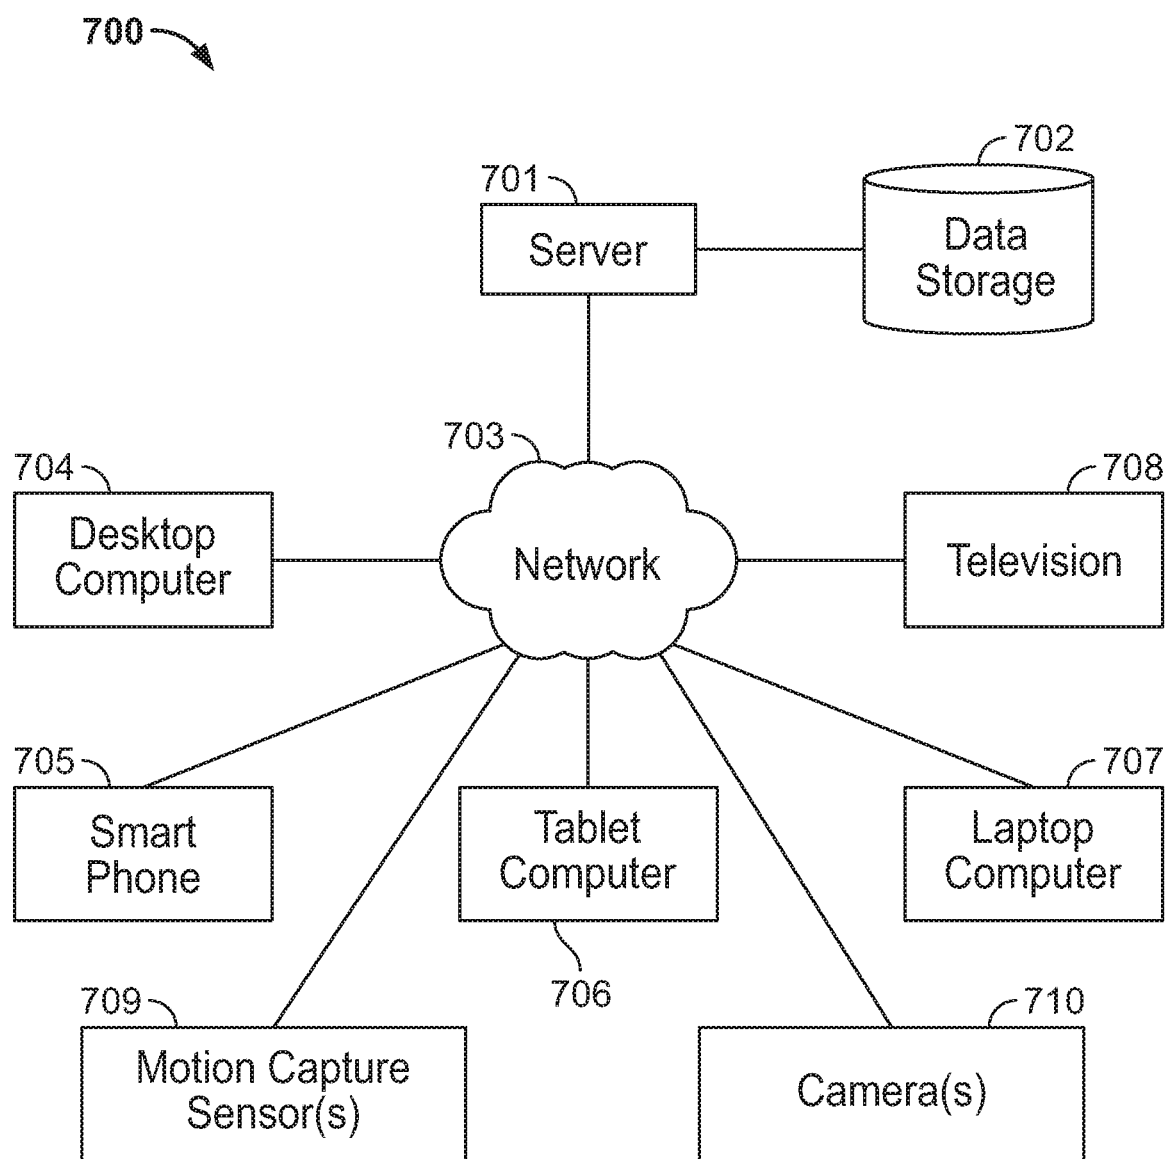 700
702
701
Server
Data
Storage
703
704
708
Desktop
Computer
Network
Television
705
707
Smart
Phone
Tablet
Computer
Laptop
Computer
706
709
710
Motion Capture
Sensor(s)
Camera(s)